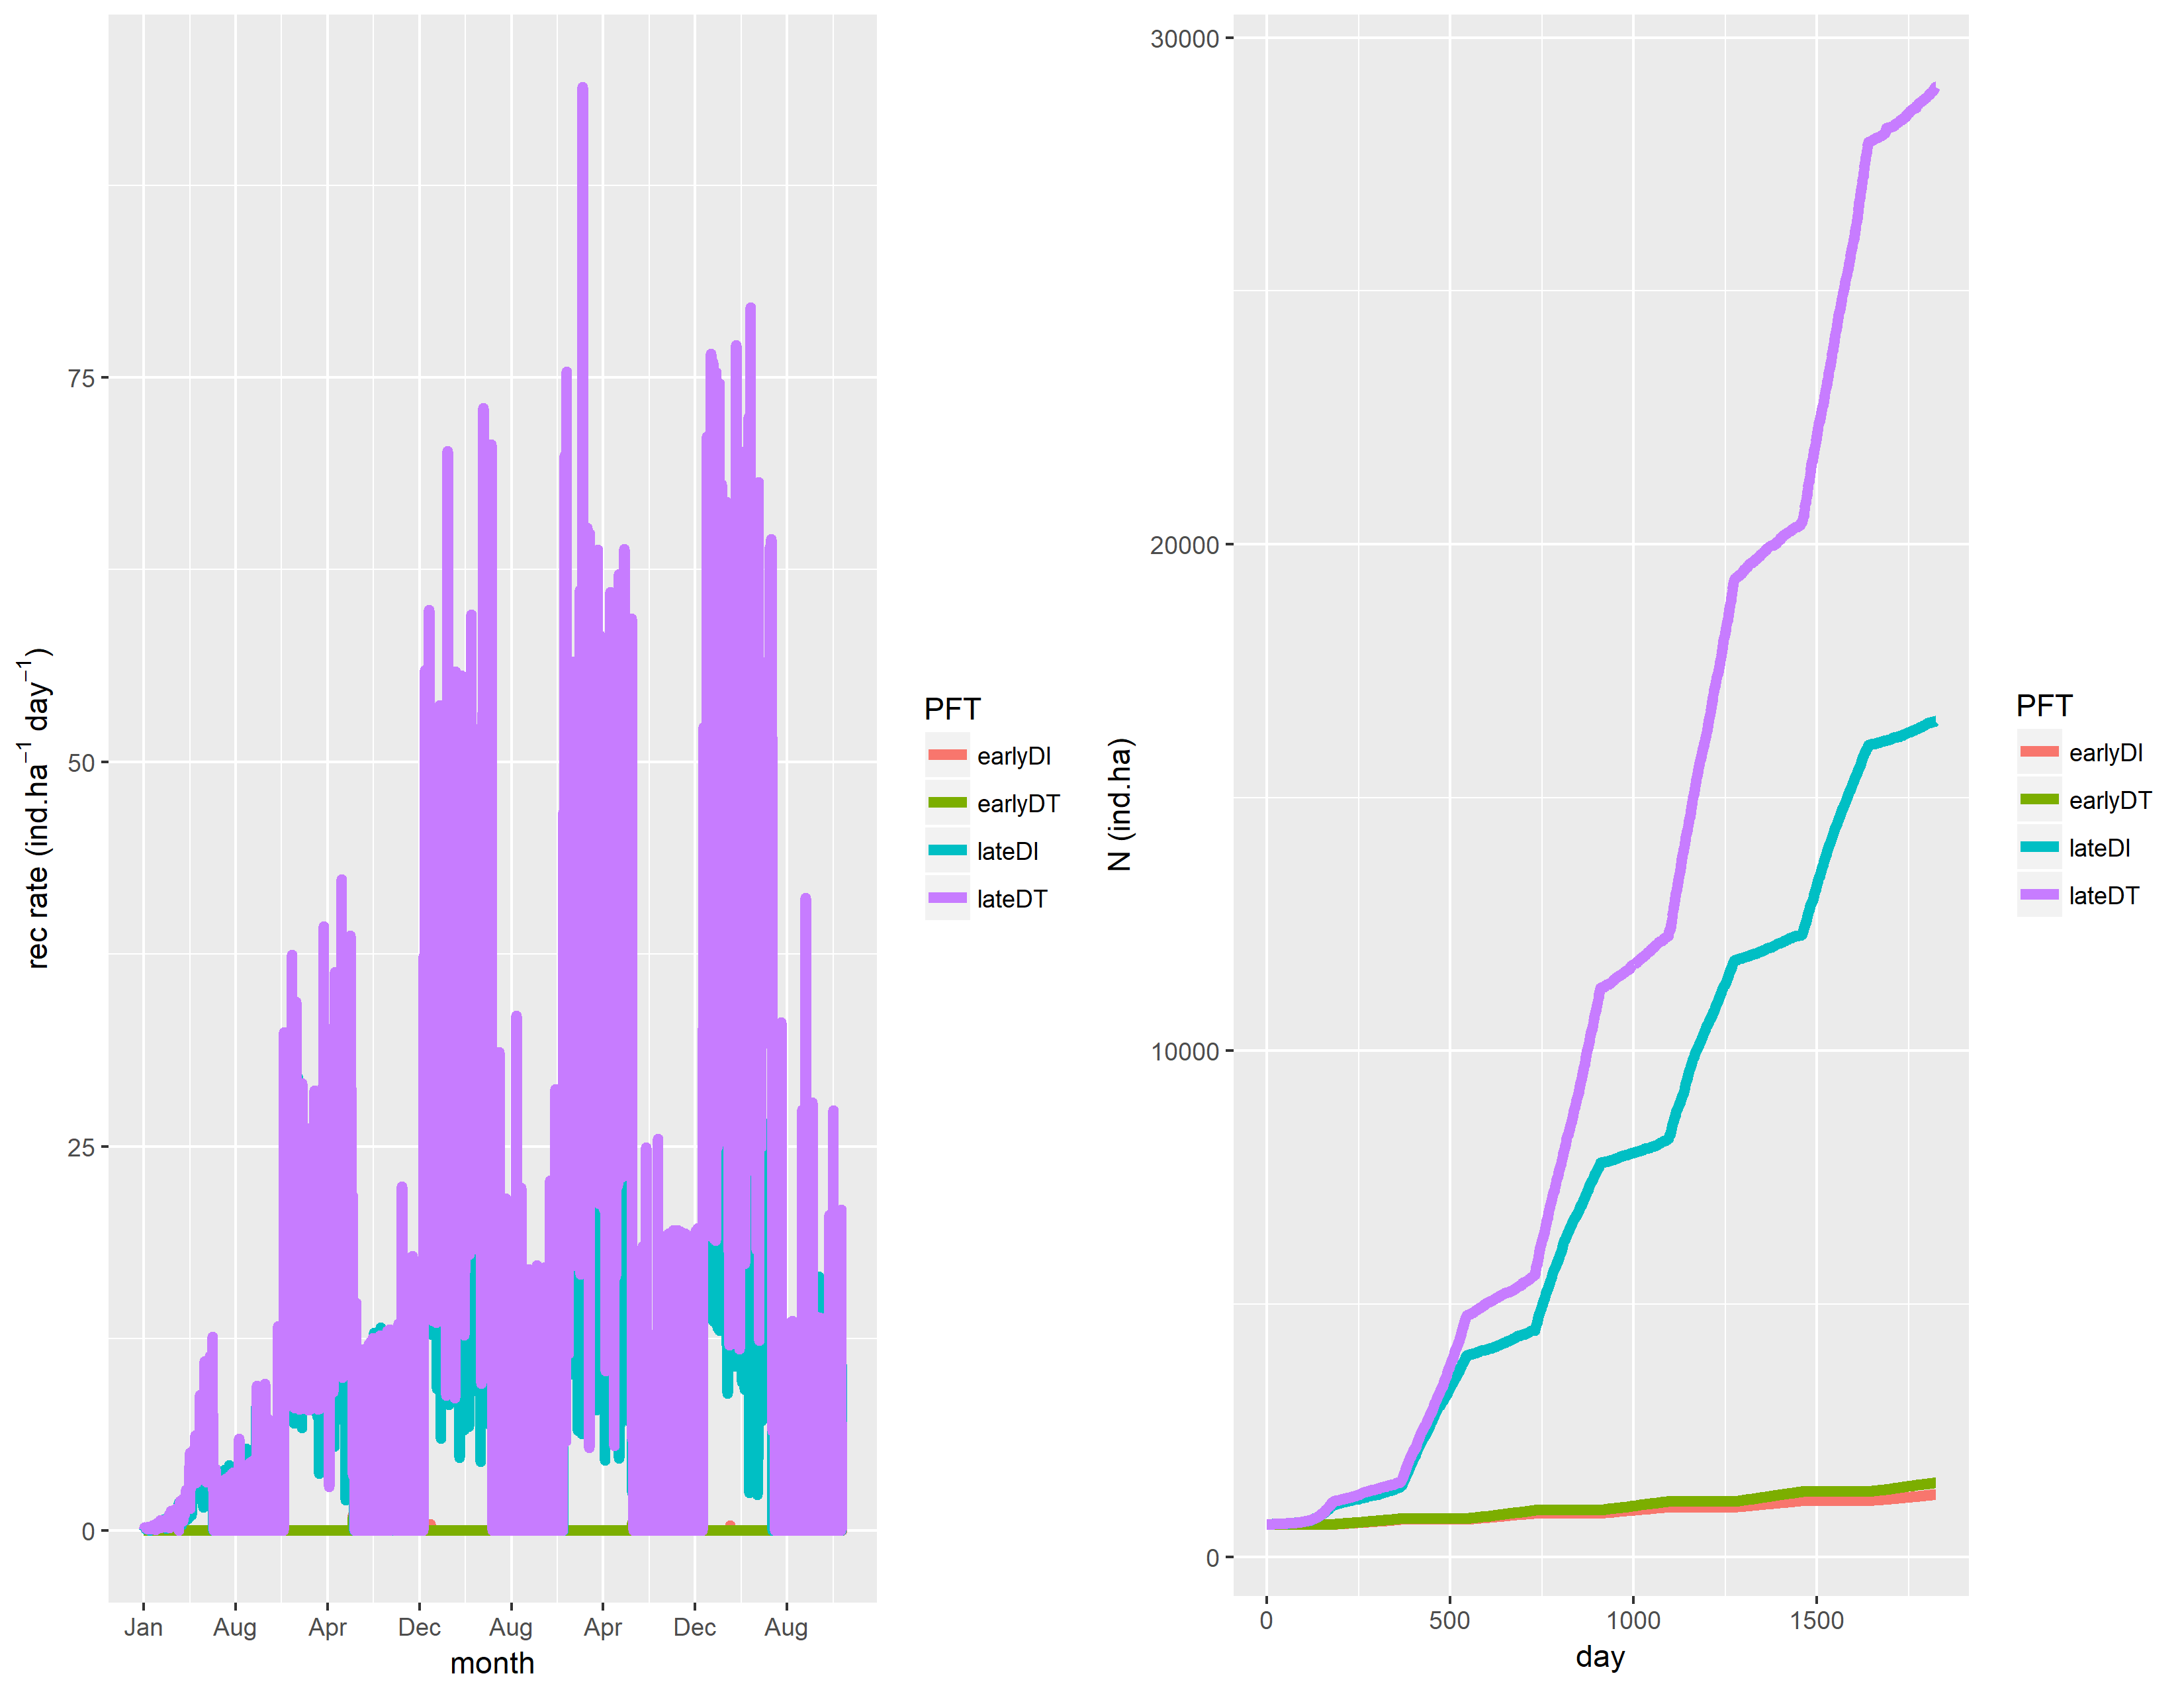 75
50
25
0
rec rate (ind.ha⁻¹ day⁻¹)
Jan Aug Apr Dec Aug Apr Dec Aug
month
PFT
earlyDI
earlyDT
lateDI
lateDT
30000
20000
10000
0
N (ind.ha)
0 500 1000 1500
day
PFT
earlyDI
earlyDT
lateDI
lateDT